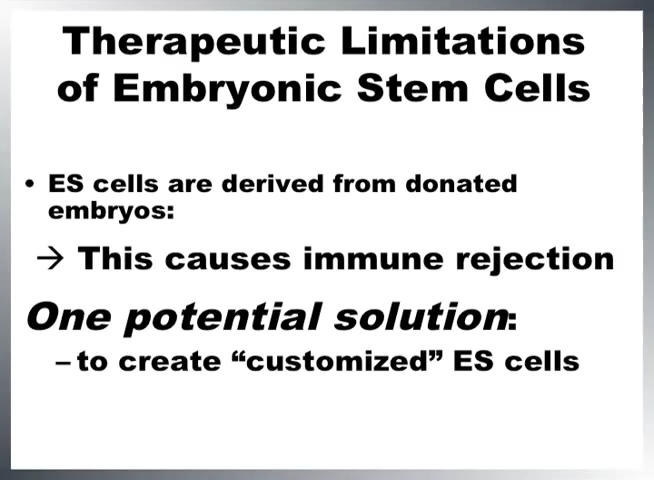 Therapeutic Limitations
of Embryonic Stem Cells
• ES cells are derived from donated
embryos:
→ This causes immune rejection
One potential solution:
– to create “customized” ES cells